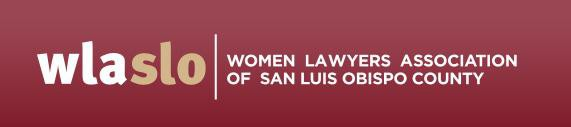 wlaslo
WOMEN LAWYERS ASSOCIATION
OF SAN LUIS OBISPO COUNTY